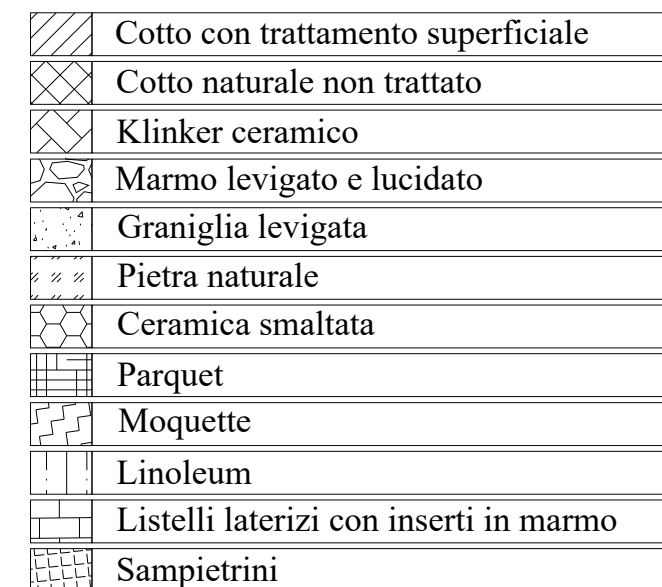 Cotto con trattamento superficiale
Cotto naturale non trattato
Klinker ceramico
Marmo levigato e lucidato
Graniglia levigata
Pietra naturale
Ceramica smaltata
Parquet
Moquette
Linoleum
Listelli laterizi con inserti in marmo
Sampietrini